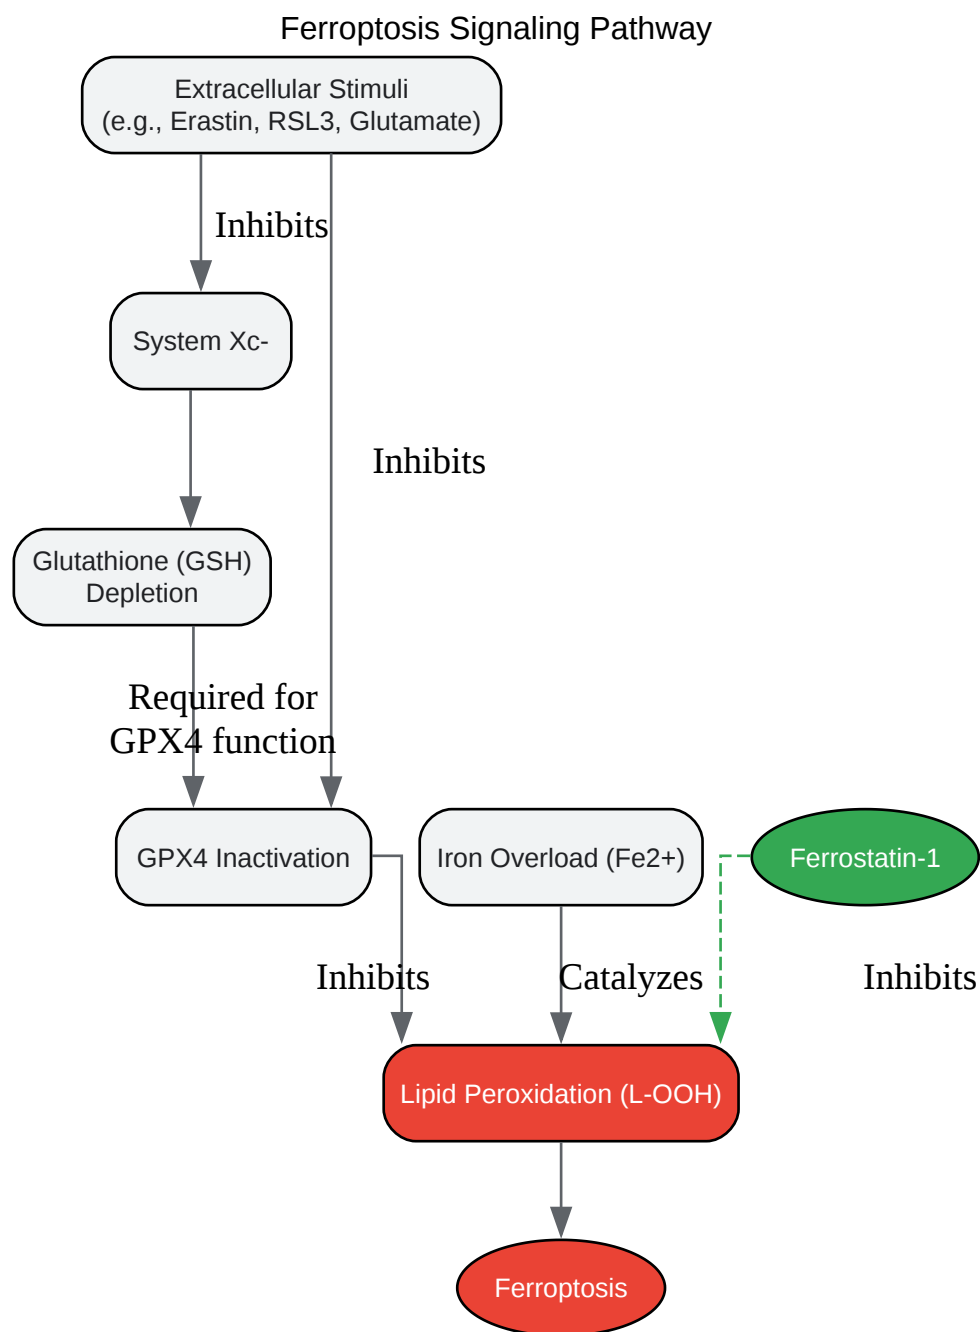 Ferroptosis Signaling Pathway
Extracellular Stimuli
(e.g., Erastin, RSL3, Glutamate)
Inhibits
System Xc-
Inhibits
Glutathione (GSH)
Depletion
Required for
GPX4 function
GPX4 Inactivation
Iron Overload (Fe2+)
Ferrostatin-1
Inhibits
Catalyzes
Inhibits
Lipid Peroxidation (L-OOH)
Ferroptosis